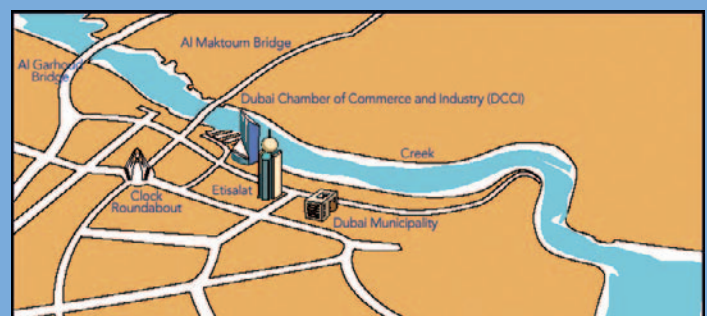 Al Maktoum Bridge
Al Garhoud
Bridge
Dubai Chamber of Commerce and Industry (DCCI)
Creek
Etisalat
Clock
Roundabout
Dubai Municipality